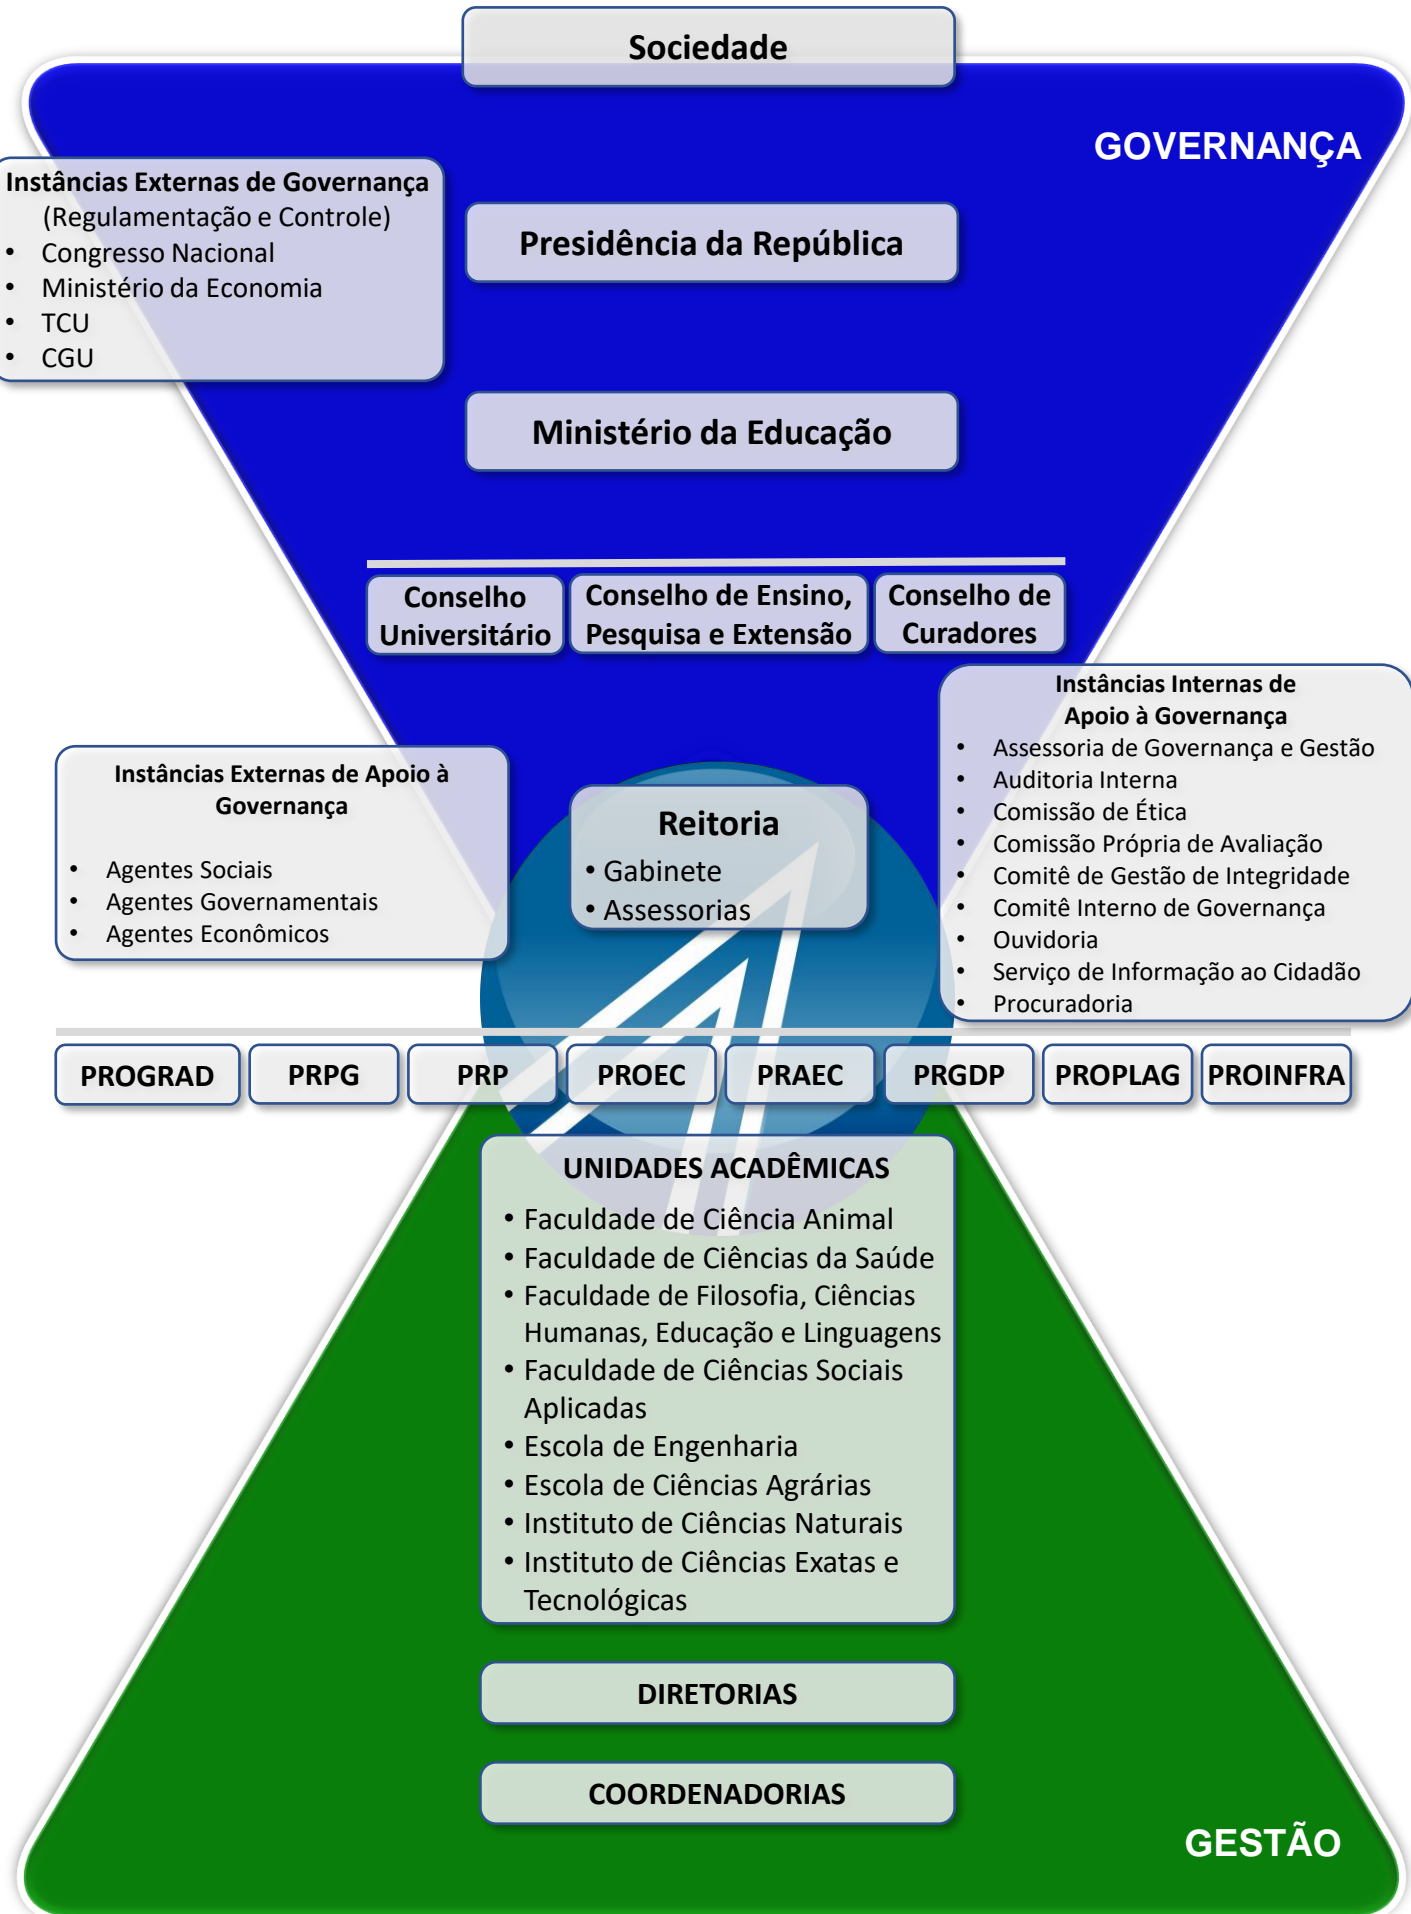 Sociedade
GOVERNANÇA
Instâncias Externas de Governança
(Regulamentação e Controle)
• Congresso Nacional
• Ministério da Economia
• TCU
• CGU
Presidência da República
Ministério da Educação
Conselho
Universitário
Conselho de Ensino,
Pesquisa e Extensão
Conselho de
Curadores
Instâncias Internas de
Apoio à Governança
• Assessoria de Governança e Gestão
• Auditoria Interna
• Comissão de Ética
• Comissão Própria de Avaliação
• Comitê de Gestão de Integridade
• Comitê Interno de Governança
• Ouvidoria
• Serviço de Informação ao Cidadão
• Procuradoria
Instâncias Externas de Apoio à
Governança
• Agentes Sociais
• Agentes Governamentais
• Agentes Econômicos
Reitoria
• Gabinete
• Assessorias
PROGRAD
PRPG
PRP
PROEC
PRAEC
PRGDP
PROPLAG
PROINFRA
UNIDADES ACADÊMICAS
• Faculdade de Ciência Animal
• Faculdade de Ciências da Saúde
• Faculdade de Filosofia, Ciências
Humanas, Educação e Linguagens
• Faculdade de Ciências Sociais
Aplicadas
• Escola de Engenharia
• Escola de Ciências Agrárias
• Instituto de Ciências Naturais
• Instituto de Ciências Exatas e
Tecnológicas
DIRETORIAS
COORDENADORIAS
GESTÃO